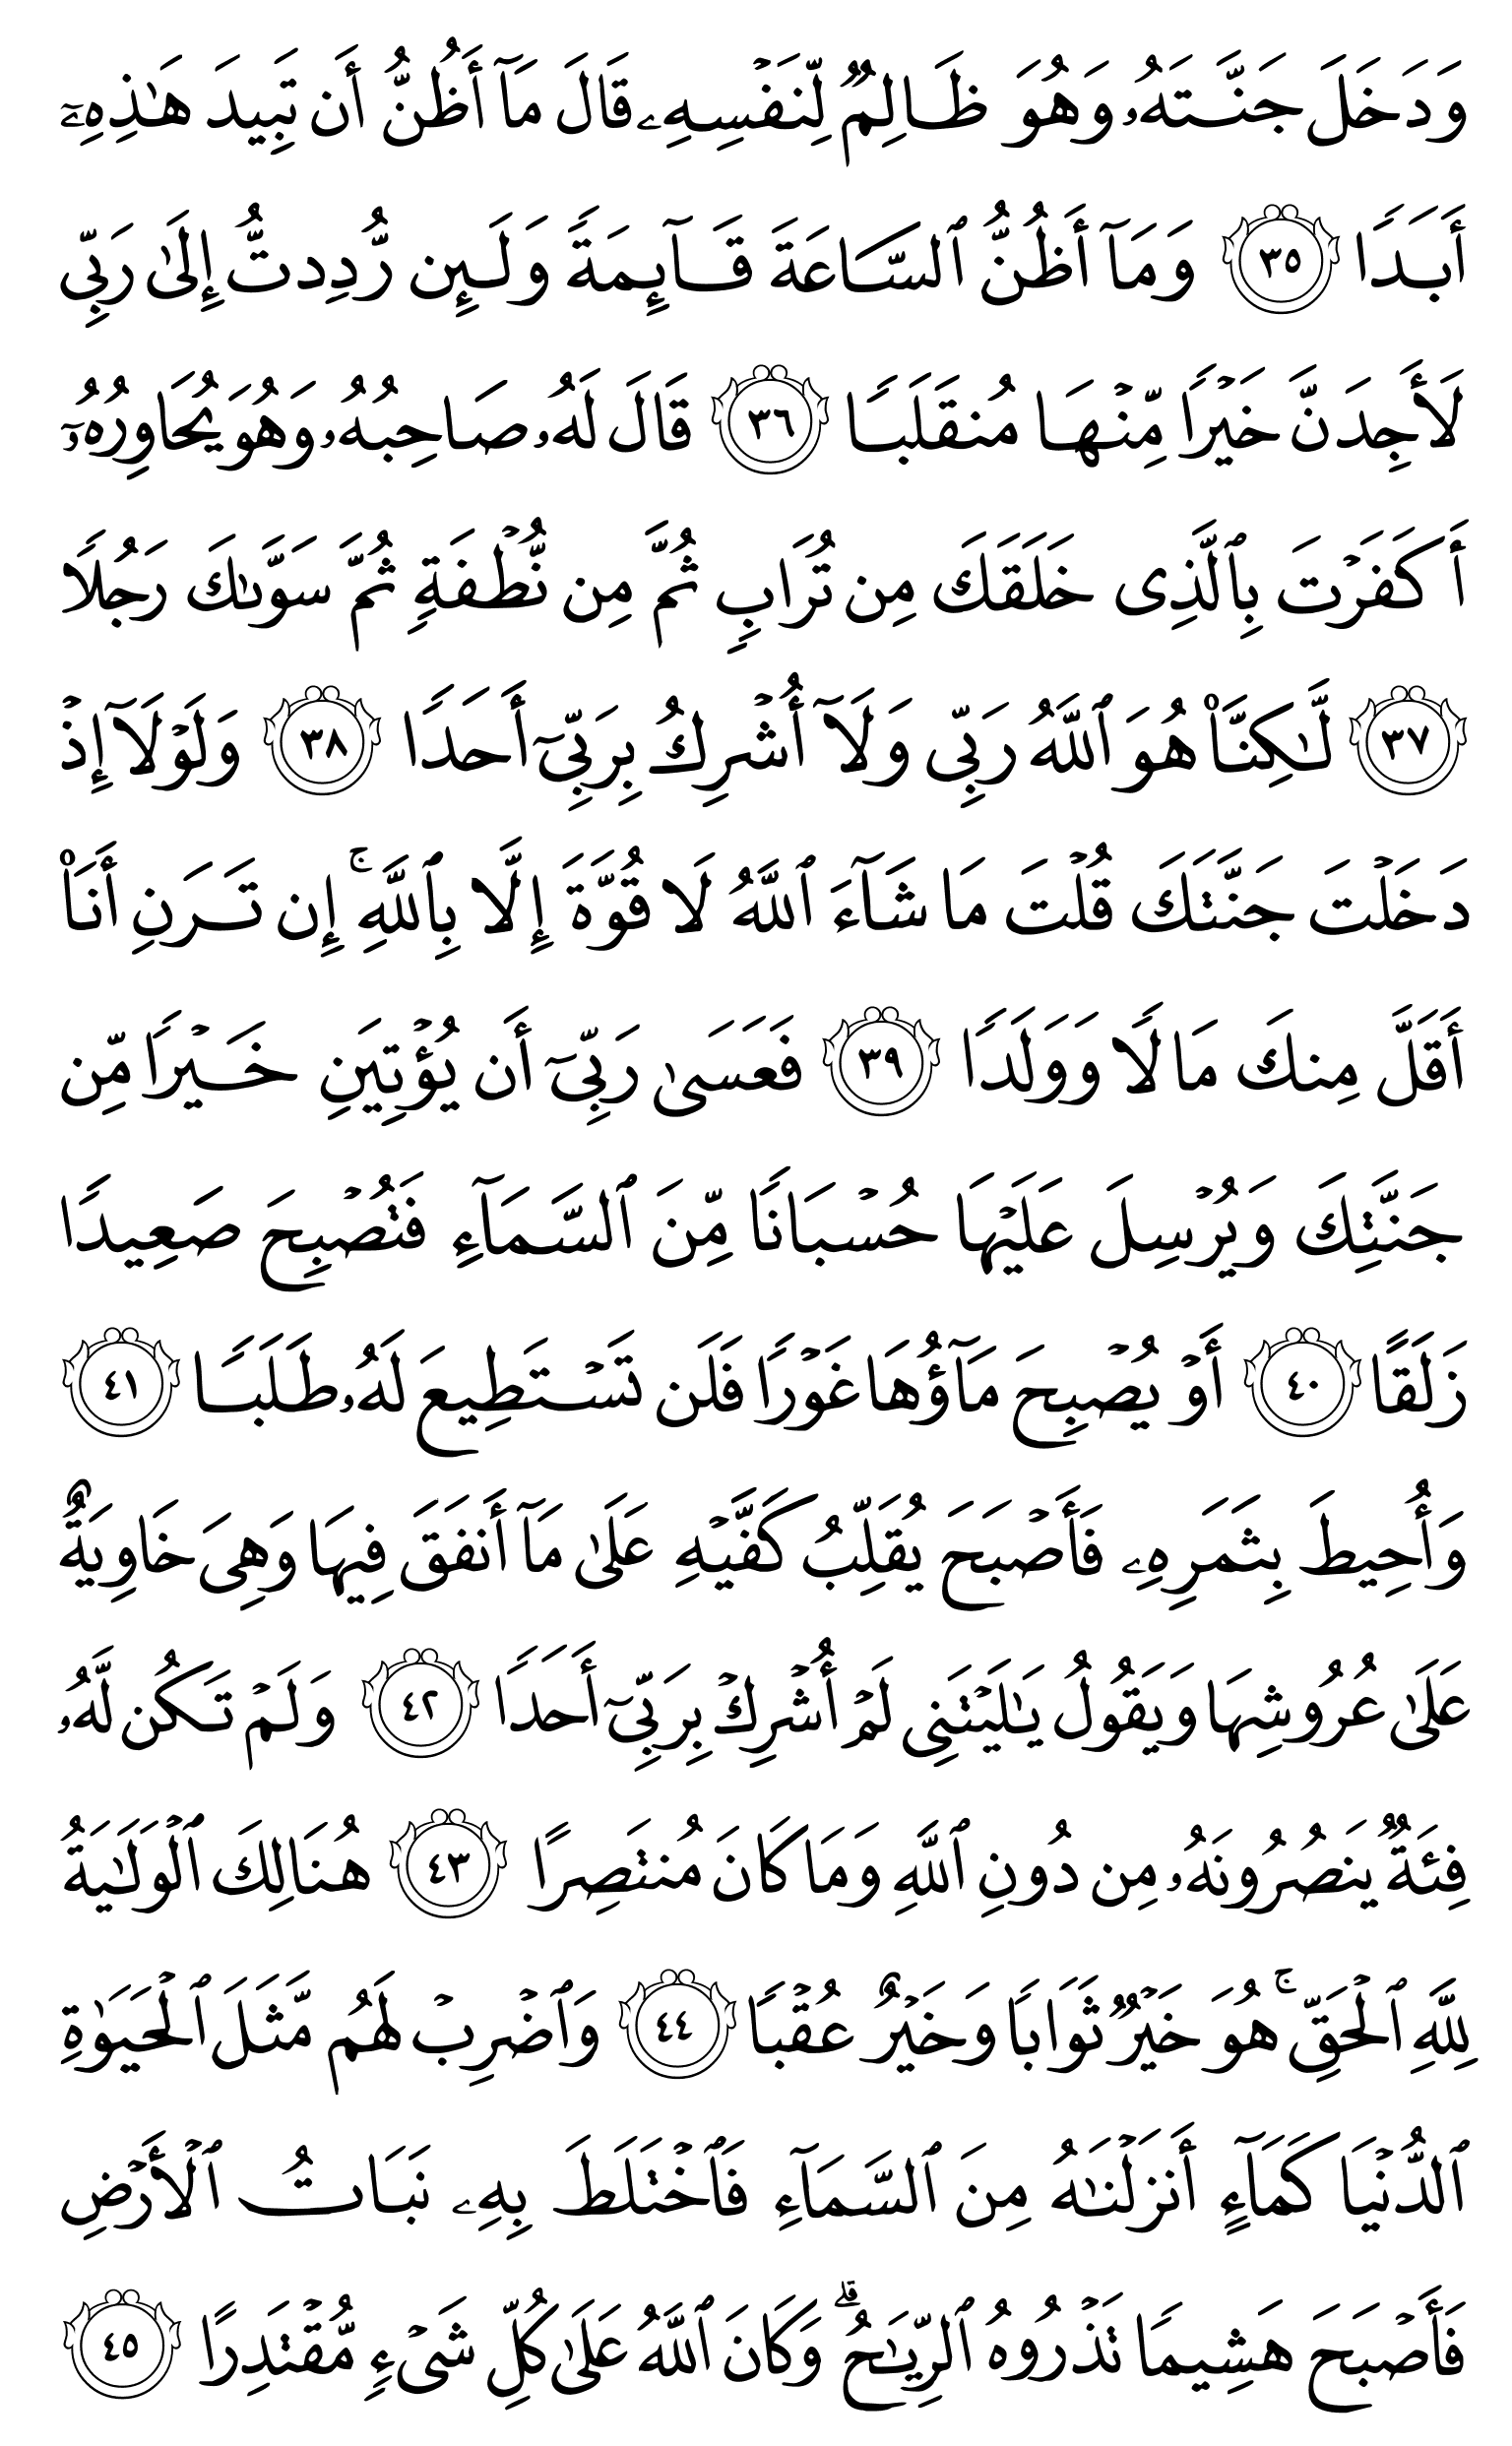 وَدَخَلَ جَنَّتَهُۥ وَهُوَ ظَالِمٌۭ لِّنَفْسِهِۦ قَالَ مَآ أَظُنُّ أَن تَبِيدَ هَـٰذِهِۦٓ
أَبَدًۭا ٣٥ وَمَآ أَظُنُّ ٱلسَّاعَةَ قَآئِمَةًۭ وَلَئِن رُّدِدتُّ إِلَىٰ رَبِّى
لَأَجِدَنَّ خَيْرًۭا مِّنْهَا مُنقَلَبًۭا ٣٦ قَالَ لَهُۥ صَاحِبُهُۥ وَهُوَ يُحَاوِرُهُۥٓ
أَكَفَرْتَ بِٱلَّذِى خَلَقَكَ مِن تُرَابٍۢ ثُمَّ مِن نُّطْفَةٍۢ ثُمَّ سَوَّىٰكَ رَجُلًۭا
٣٧ لَّـٰكِنَّا۠ هُوَ ٱللَّهُ رَبِّى وَلَآ أُشْرِكُ بِرَبِّىٓ أَحَدًۭا ٣٨ وَلَوْلَآ إِذْ
دَخَلْتَ جَنَّتَكَ قُلْتَ مَا شَآءَ ٱللَّهُ لَا قُوَّةَ إِلَّا بِٱللَّهِ ۚ إِن تَرَنِ أَنَا۠
أَقَلَّ مِنكَ مَالًۭا وَوَلَدًۭا ٣٩ فَعَسَىٰ رَبِّىٓ أَن يُؤْتِيَنِ خَيْرًۭا مِّن
جَنَّتِكَ وَيُرْسِلَ عَلَيْهَا حُسْبَانًۭا مِّنَ ٱلسَّمَآءِ فَتُصْبِحَ صَعِيدًۭا
زَلَقًا ٤٠ أَوْ يُصْبِحَ مَآؤُهَا غَوْرًۭا فَلَن تَسْتَطِيعَ لَهُۥ طَلَبًۭا ٤١
وَأُحِيطَ بِثَمَرِهِۦ فَأَصْبَحَ يُقَلِّبُ كَفَّيْهِ عَلَىٰ مَآ أَنفَقَ فِيهَا وَهِىَ خَاوِيَةٌ
عَلَىٰ عُرُوشِهَا وَيَقُولُ يَـٰلَيْتَنِى لَمْ أُشْرِكْ بِرَبِّىٓ أَحَدًۭا ٤٢ وَلَمْ تَكُن لَّهُۥ
فِئَةٌۭ يَنصُرُونَهُۥ مِن دُونِ ٱللَّهِ وَمَا كَانَ مُنتَصِرًا ٤٣ هُنَالِكَ ٱلْوَلَـٰيَةُ
لِلَّهِ ٱلْحَقِّ ۚ هُوَ خَيْرٌۭ ثَوَابًۭا وَخَيْرٌ عُقْبًۭا ٤٤ وَٱضْرِبْ لَهُم مَّثَلَ ٱلْحَيَوٰةِ
ٱلدُّنْيَا كَمَآءٍ أَنزَلْنَـٰهُ مِنَ ٱلسَّمَآءِ فَٱخْتَلَطَ بِهِۦ نَبَاتُ ٱلْأَرْضِ
فَأَصْبَحَ هَشِيمًۭا تَذْرُوهُ ٱلرِّيَـٰحُ ۗ وَكَانَ ٱللَّهُ عَلَىٰ كُلِّ شَىْءٍۢ مُّقْتَدِرًا ٤٥